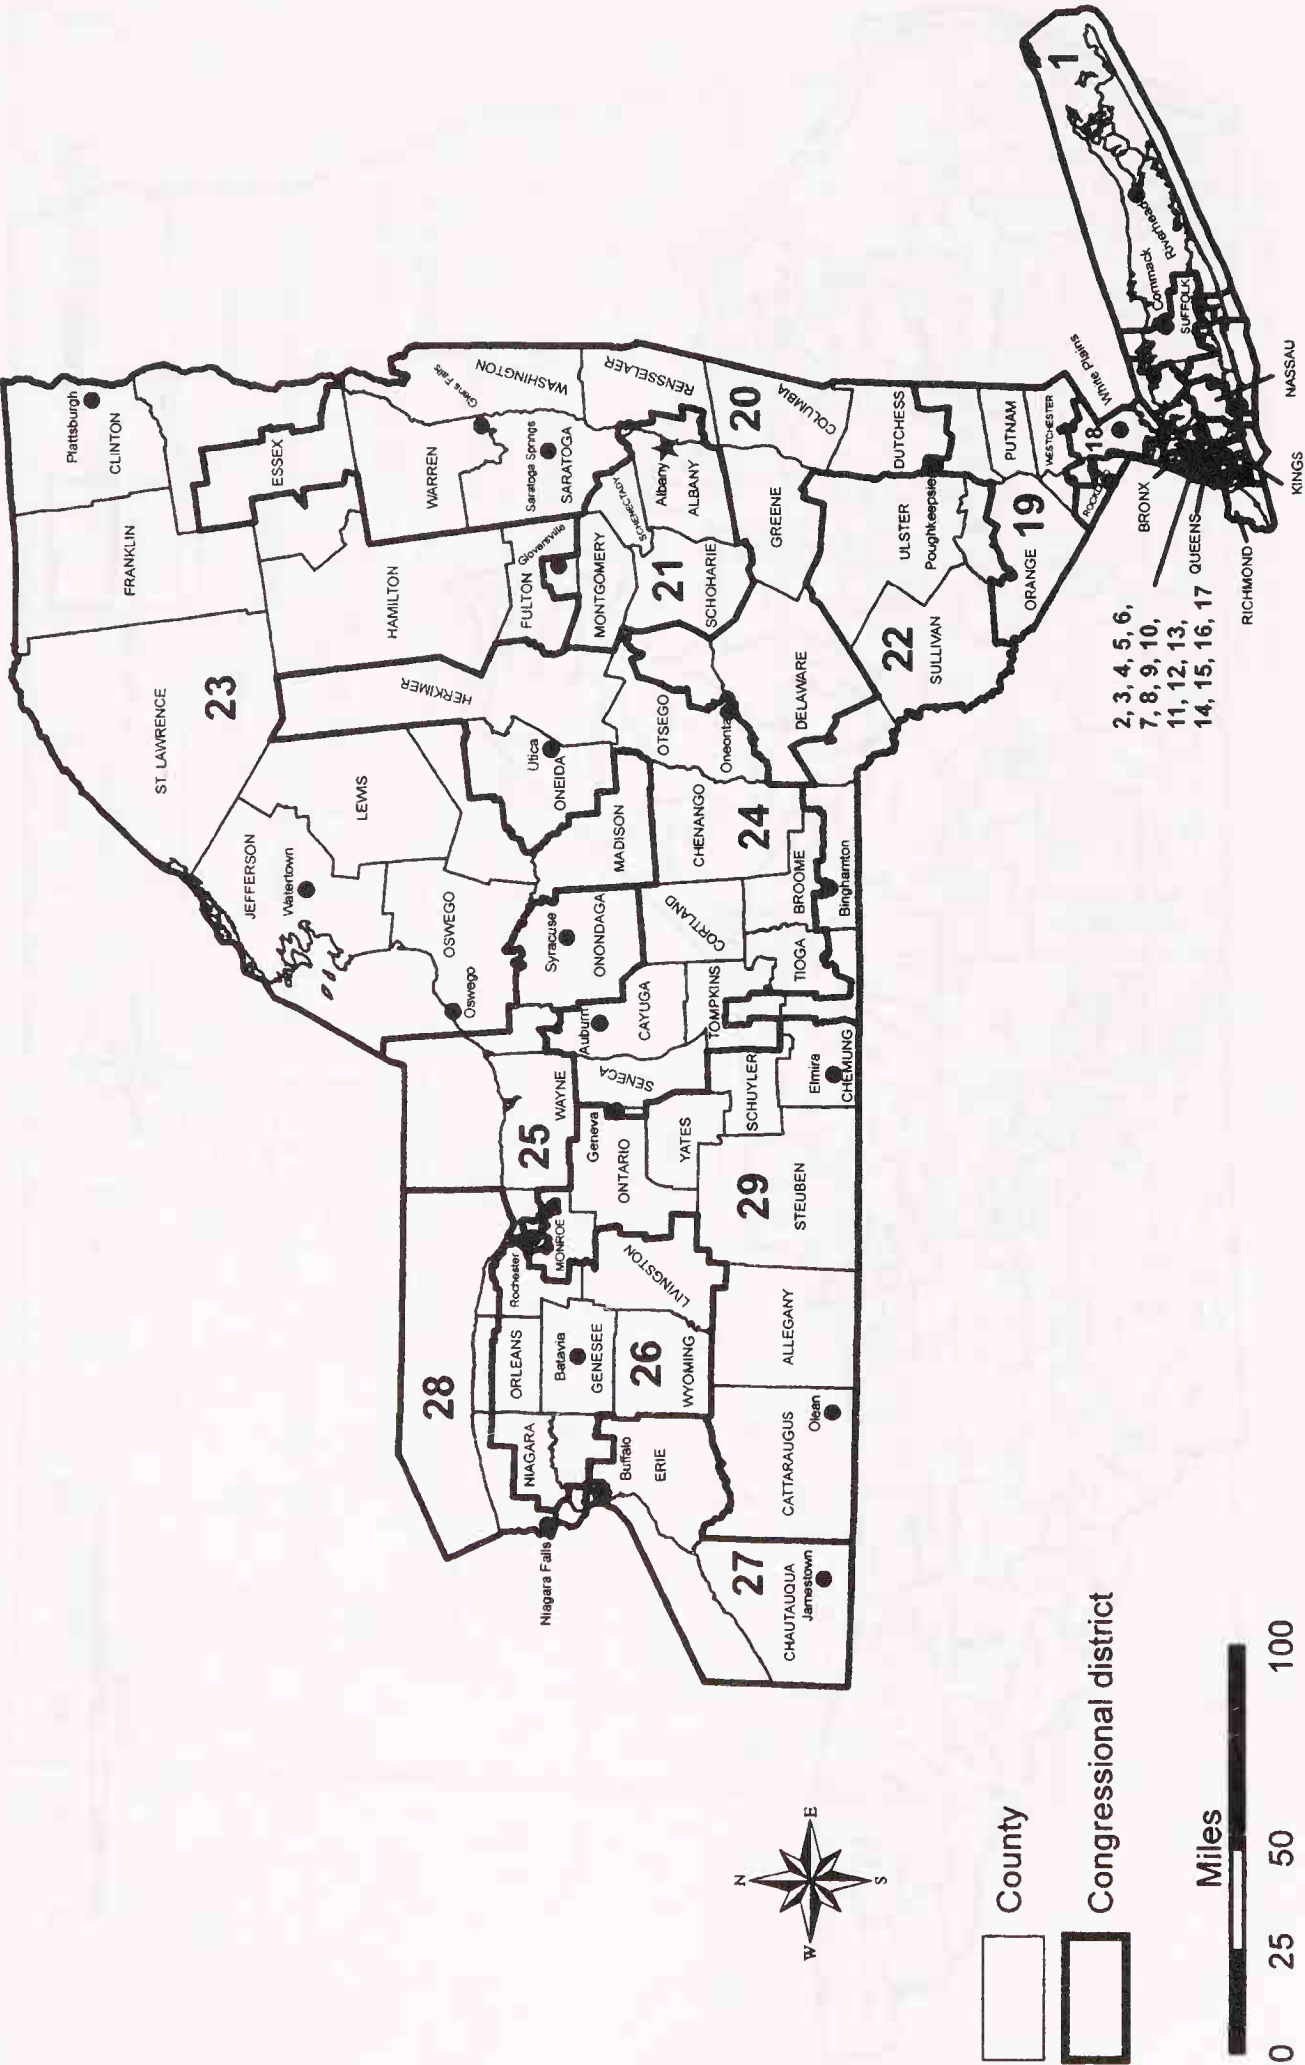 Plattsburgh
CLINTON
FRANKLIN
ST. LAWRENCE
23
ESSEX
HAMILTON
WARREN
Glens Falls
WASHINGTON
Saratoga Springs
SARATOGA
FULTON
Gloversville
MONTGOMERY
SCHENECTADY
RENSSELAER
Albany
ALBANY
21
SCHOHARIE
20
COLUMBIA
GREENE
HERKIMER
LEWIS
JEFFERSON
Watertown
OSWEGO
Oswego
Utica
ONEIDA
MADISON
OTSEGO
Oneonta
DELAWARE
CHENANGO
24
BROOME
Binghamton
Syracuse
ONONDAGA
CORTLAND
TIOGA
Auburn
CAYUGA
TOMPKINS
SENECA
25
WAYNE
Geneva
ONTARIO
YATES
SCHUYLER
Elmira
CHEMUNG
29
STEUBEN
28
Rochester
MONROE
LIVINGSTON
ORLEANS
Batavia
GENESEE
26
WYOMING
ALLEGANY
NIAGARA
Niagara Falls
Buffalo
ERIE
CATTARAUGUS
Olean
27
CHAUTAUQUA
Jamestown
ULSTER
Poughkeepsie
DUTCHESS
22
SULLIVAN
ORANGE
19
PUTNAM
WESTCHESTER
ROCKLAND
18
White Plains
1
Riverhead
Commack
SUFFOLK
NASSAU
KINGS
BRONX
QUEENS
RICHMOND
2, 3, 4, 5, 6,
7, 8, 9, 10,
11, 12, 13,
14, 15, 16, 17
N
W
E
S
County
Congressional district
Miles
0 25 50 100